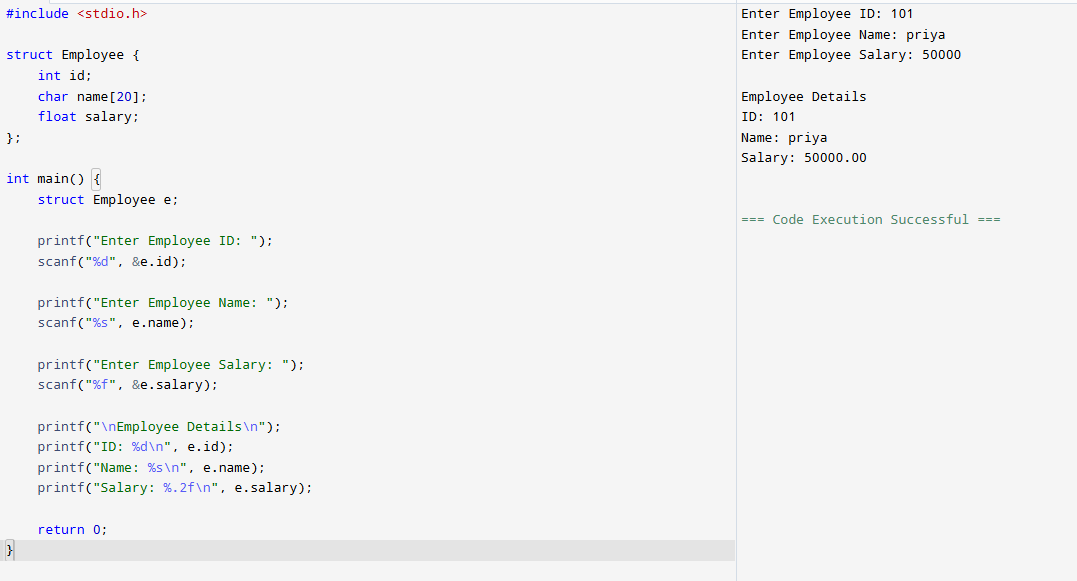 #include <stdio.h>
struct Employee {
    int id;
    char name[20];
    float salary;
};
int main() {
    struct Employee e;
    printf("Enter Employee ID: ");
    scanf("%d", &e.id);
    printf("Enter Employee Name: ");
    scanf("%s", e.name);
    printf("Enter Employee Salary: ");
    scanf("%f", &e.salary);
    printf("\nEmployee Details\n");
    printf("ID: %d\n", e.id);
    printf("Name: %s\n", e.name);
    printf("Salary: %.2f\n", e.salary);
    return 0;
}
Enter Employee ID: 101
Enter Employee Name: priya
Enter Employee Salary: 50000
Employee Details
ID: 101
Name: priya
Salary: 50000.00
=== Code Execution Successful ===